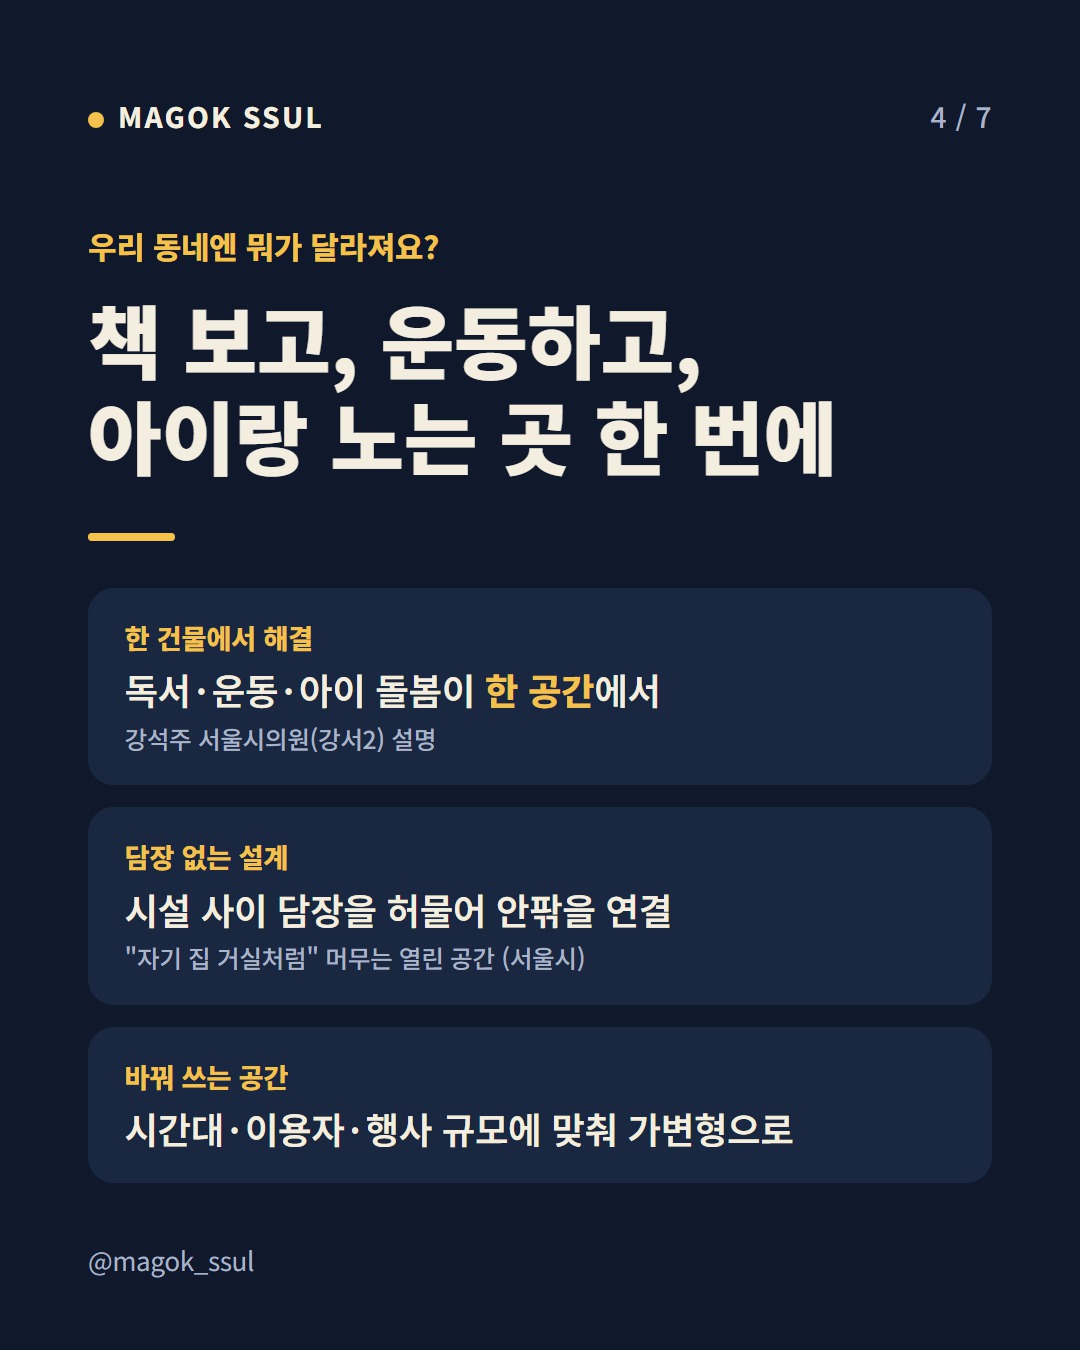 MAGOK SSUL
4 / 7
우리 동네엔 뭐가 달라져요?
책 보고, 운동하고,
아이랑 노는 곳 한 번에
한 건물에서 해결
독서·운동·아이 돌봄이 한 공간에서
강석주 서울시의원(강서2) 설명
담장 없는 설계
시설 사이 담장을 허물어 안팎을 연결
"자기 집 거실처럼" 머무는 열린 공간 (서울시)
바꿔 쓰는 공간
시간대·이용자·행사 규모에 맞춰 가변형으로
@magok_ssul